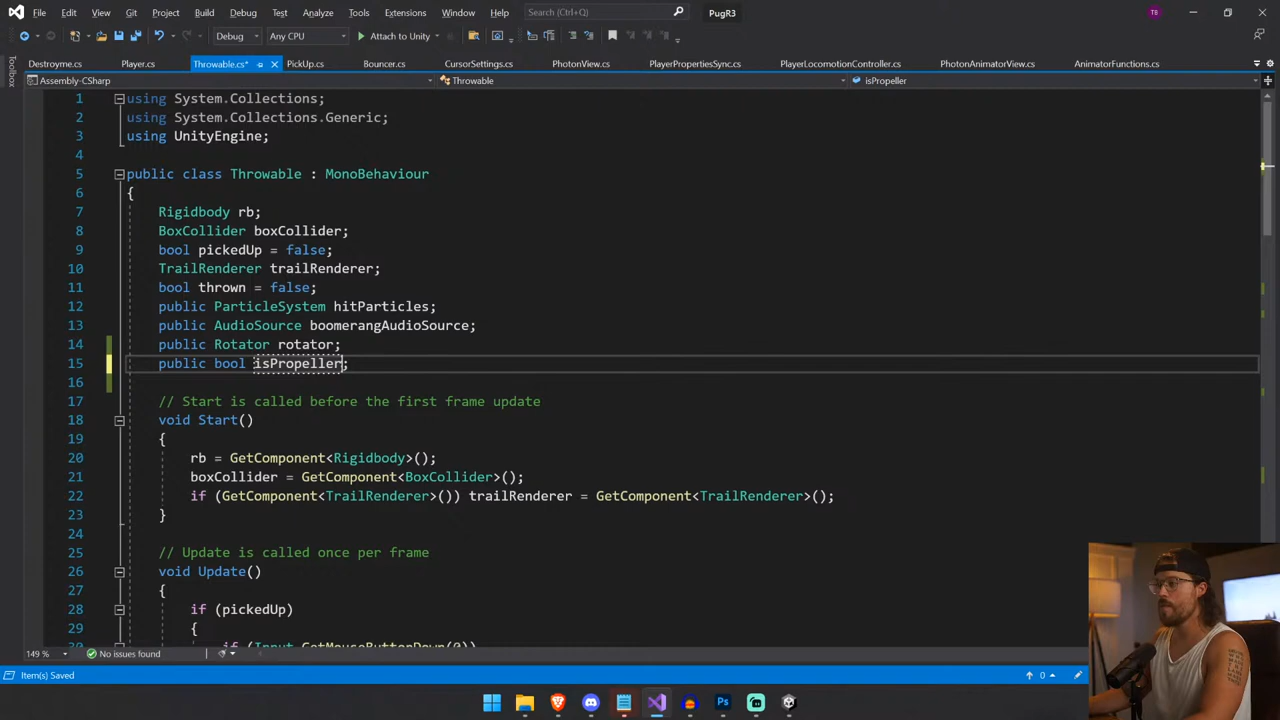 File Edit View Git Project Build Debug Test Analyze Tools Extensions Window Help Search (Ctrl+Q) PugR3 TB
Debug Any CPU Attach to Unity
Toolbox
Destroyme.cs Player.cs Throwable.cs* PickUp.cs Bouncer.cs CursorSettings.cs PhotonView.cs PlayerPropertiesSync.cs PlayerLocomotionController.cs PhotonAnimatorView.cs AnimatorFunctions.cs
Assembly-CSharp Throwable isPropeller
1 using System.Collections;
2 using System.Collections.Generic;
3 using UnityEngine;
4
5 public class Throwable : MonoBehaviour
6 {
7 Rigidbody rb;
8 BoxCollider boxCollider;
9 bool pickedUp = false;
10 TrailRenderer trailRenderer;
11 bool thrown = false;
12 public ParticleSystem hitParticles;
13 public AudioSource boomerangAudioSource;
14 public Rotator rotator;
15 public bool isPropeller;
16
17 // Start is called before the first frame update
18 void Start()
19 {
20 rb = GetComponent<Rigidbody>();
21 boxCollider = GetComponent<BoxCollider>();
22 if (GetComponent<TrailRenderer>()) trailRenderer = GetComponent<TrailRenderer>();
23 }
24
25 // Update is called once per frame
26 void Update()
27 {
28 if (pickedUp)
29 {
30 if (Input.GetMouseButtonDown(0))
149 % No issues found
Item(s) Saved 0
Ps